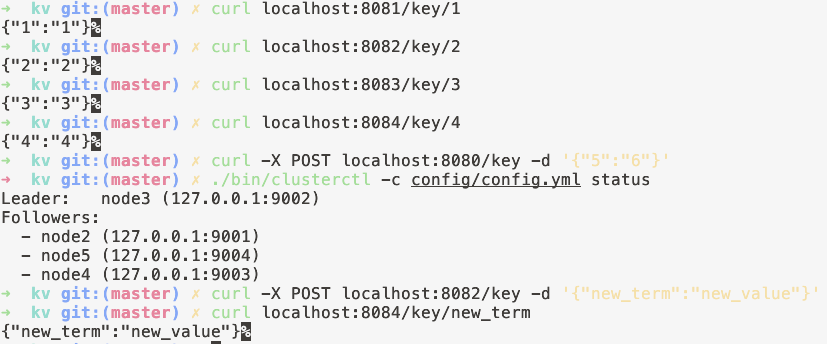 ➜  kv git:(master) ✗ curl localhost:8081/key/1
{"1":"1"}%
➜  kv git:(master) ✗ curl localhost:8082/key/2
{"2":"2"}%
➜  kv git:(master) ✗ curl localhost:8083/key/3
{"3":"3"}%
➜  kv git:(master) ✗ curl localhost:8084/key/4
{"4":"4"}%
➜  kv git:(master) ✗ curl -X POST localhost:8080/key -d '{"5":"6"}'
➜  kv git:(master) ✗ ./bin/clusterctl -c config/config.yml status
Leader:   node3 (127.0.0.1:9002)
Followers:
  - node2 (127.0.0.1:9001)
  - node5 (127.0.0.1:9004)
  - node4 (127.0.0.1:9003)
➜  kv git:(master) ✗ curl -X POST localhost:8082/key -d '{"new_term":"new_value"}'
➜  kv git:(master) ✗ curl localhost:8084/key/new_term
{"new_term":"new_value"}%